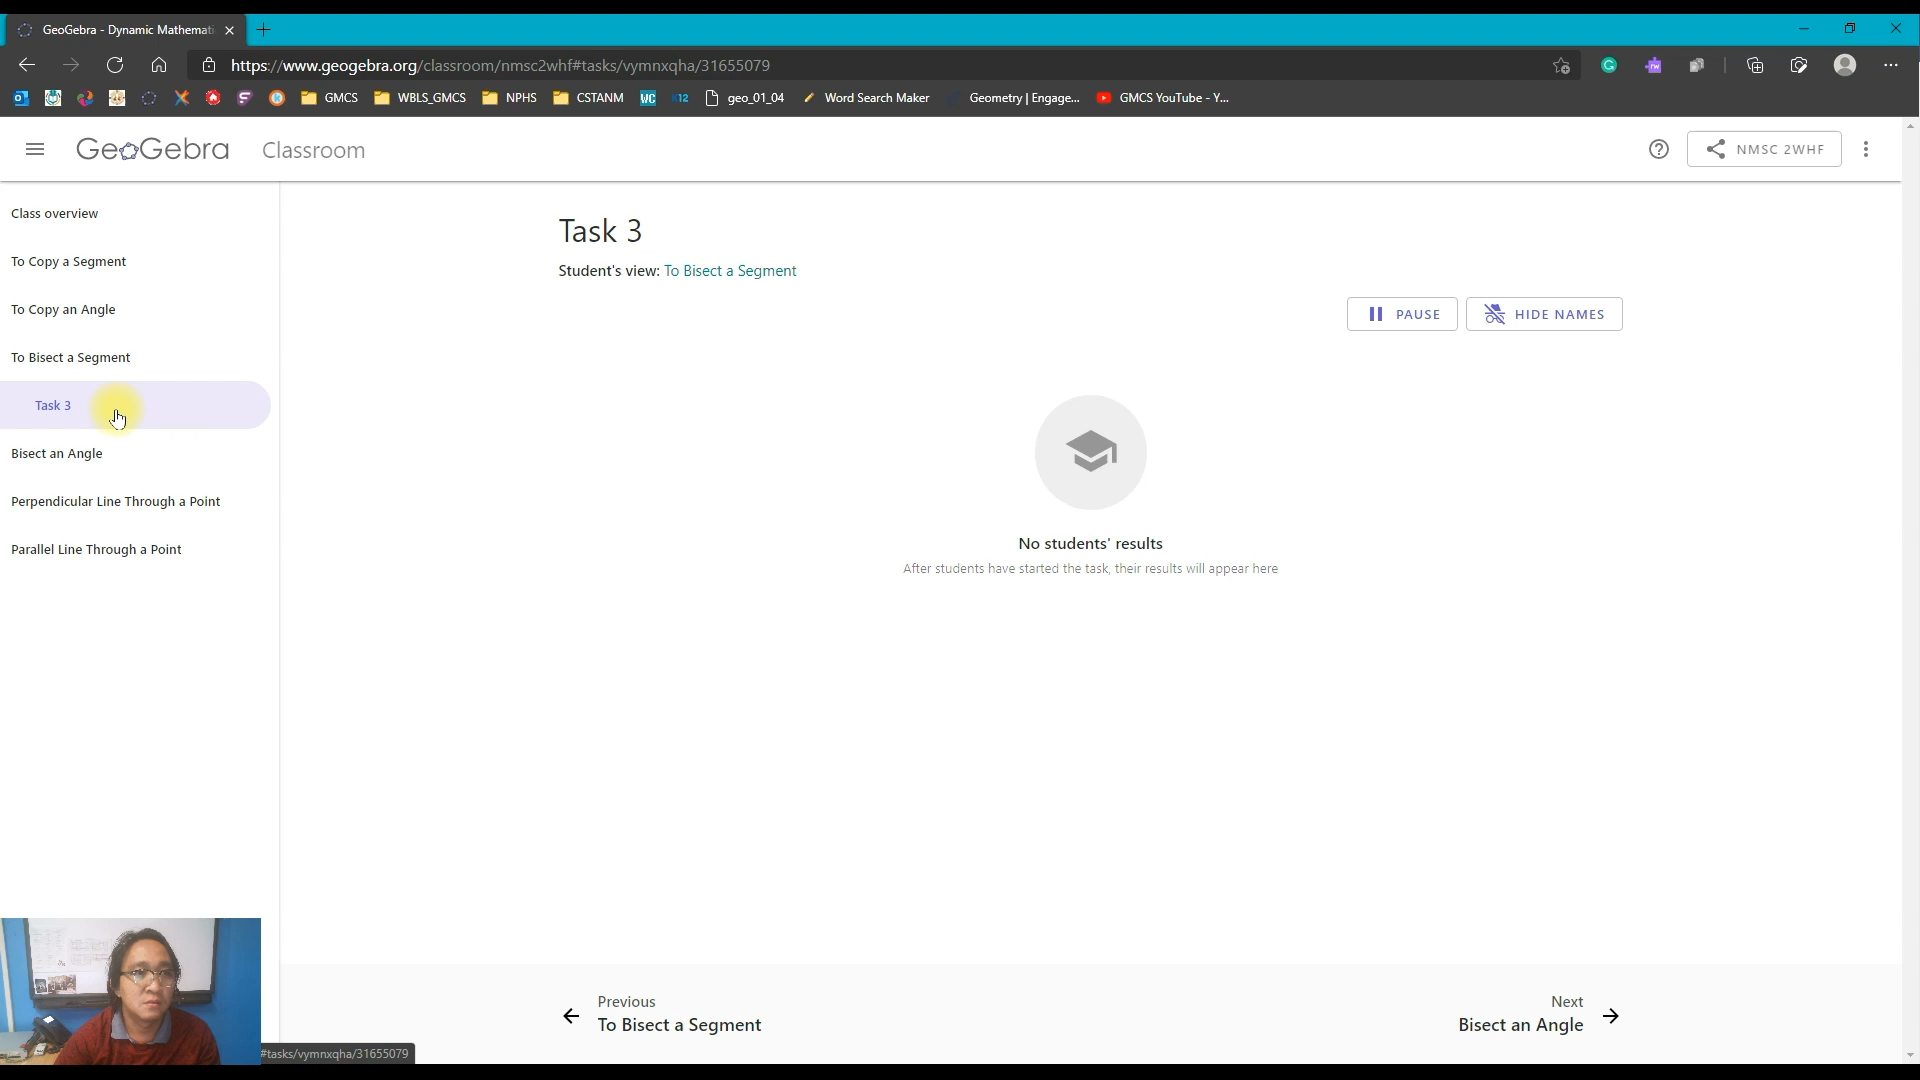 GeoGebra - Dynamic Mathemati
https://www.geogebra.org/classroom/nmsc2whf#tasks/vymnxqha/31655079
GMCS WBLS_GMCS NPHS CSTANM WC K12 geo_01_04 Word Search Maker Geometry | Engage... GMCS YouTube - Y...
GeoGebra Classroom
NMSC 2WHF
Class overview
To Copy a Segment
To Copy an Angle
To Bisect a Segment
Task 3
Bisect an Angle
Perpendicular Line Through a Point
Parallel Line Through a Point
Task 3
Student's view: To Bisect a Segment
PAUSE HIDE NAMES
No students' results
After students have started the task, their results will appear here
Previous
To Bisect a Segment
Next
Bisect an Angle
#tasks/vymnxqha/31655079